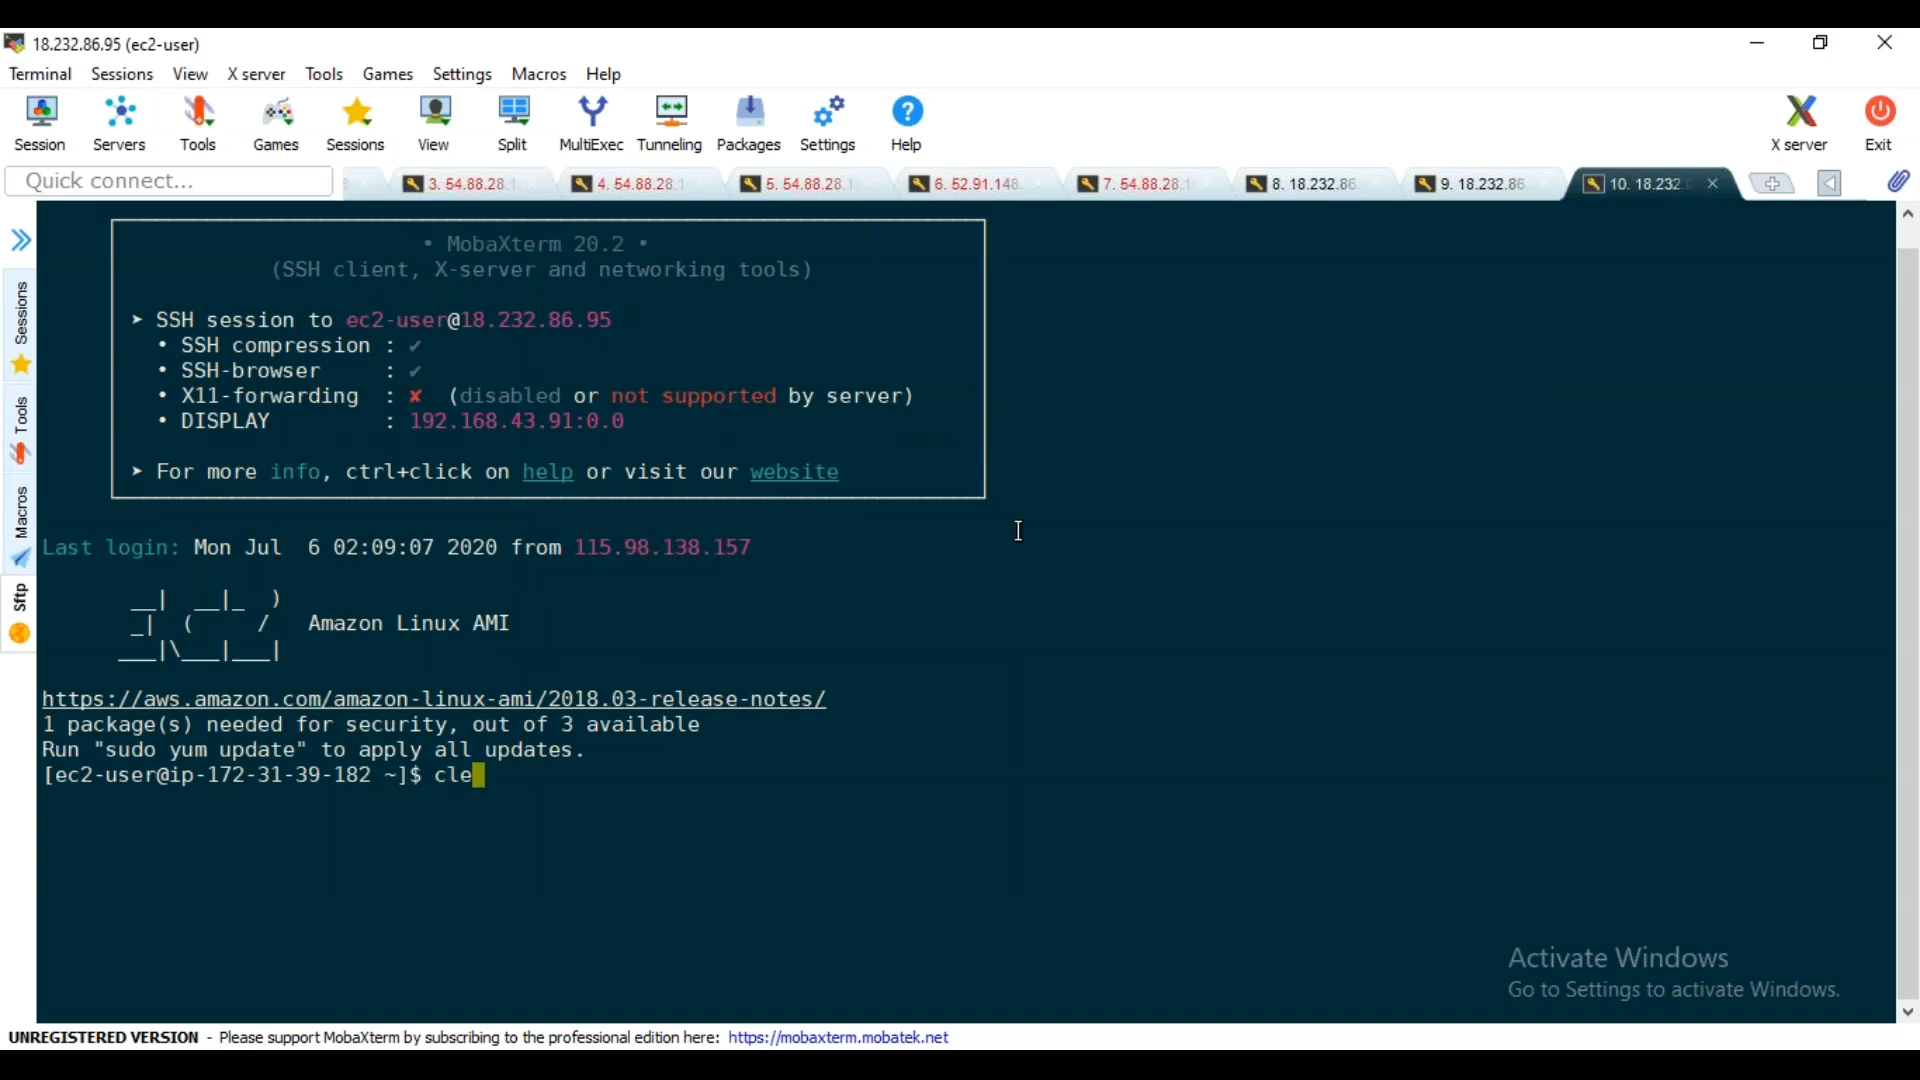 18.232.86.95 (ec2-user)
Terminal Sessions View X server Tools Games Settings Macros Help
Session Servers Tools Games Sessions View Split MultiExec Tunneling Packages Settings Help X server Exit
Quick connect... 3. 54.88.28.1 4. 54.88.28.1 5. 54.88.28.1 6. 52.91.148. 7. 54.88.28.1 8. 18.232.86. 9. 18.232.86. 10. 18.232.
• MobaXterm 20.2 •
(SSH client, X-server and networking tools)
➤ SSH session to ec2-user@18.232.86.95
• SSH compression : ✔
• SSH-browser : ✔
• X11-forwarding : ✘ (disabled or not supported by server)
• DISPLAY : 192.168.43.91:0.0
➤ For more info, ctrl+click on help or visit our website
Last login: Mon Jul 6 02:09:07 2020 from 115.98.138.157
__| __|_ )
_| ( / Amazon Linux AMI
___|\___|___|
https://aws.amazon.com/amazon-linux-ami/2018.03-release-notes/
1 package(s) needed for security, out of 3 available
Run "sudo yum update" to apply all updates.
[ec2-user@ip-172-31-39-182 ~]$ cle
Sessions
Tools
Macros
Sftp
Activate Windows
Go to Settings to activate Windows.
UNREGISTERED VERSION - Please support MobaXterm by subscribing to the professional edition here: https://mobaxterm.mobatek.net